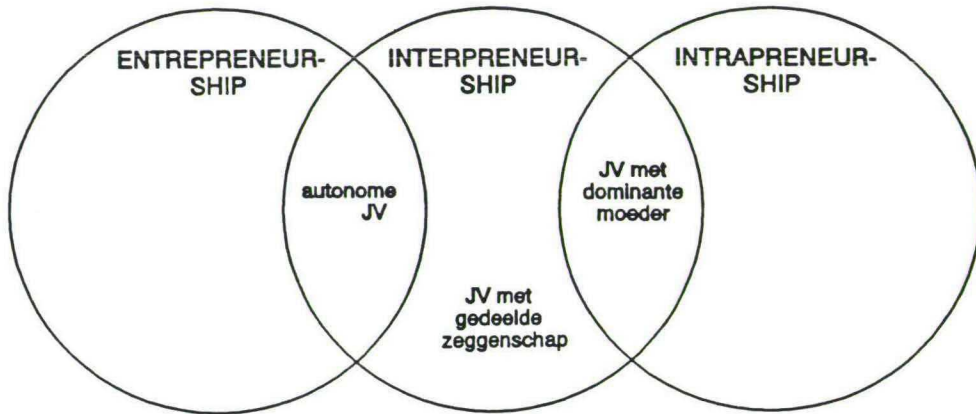 ENTREPRENEUR-
SHIP
INTERPRENEUR-
SHIP
INTRAPRENEUR-
SHIP
autonome
JV
JV met
dominante
moeder
JV met
gedeelde
zeggenschap